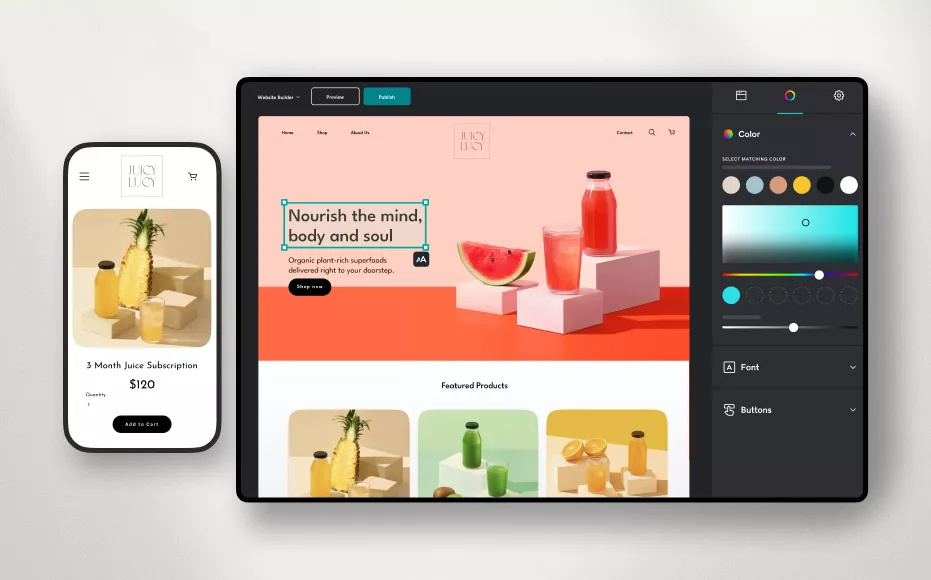 JUICY
LUCY
3 Month Juice Subscription
$120
Quantity
Add to Cart
Website Builder
Preview
Publish
Home
Shop
About Us
JUICY
LUCY
Contact
Nourish the mind,
body and soul
AA
Organic plant-rich superfoods
delivered right to your doorstep.
Shop now
Featured Products
Color
SELECT MATCHING COLOR
A Font
Buttons